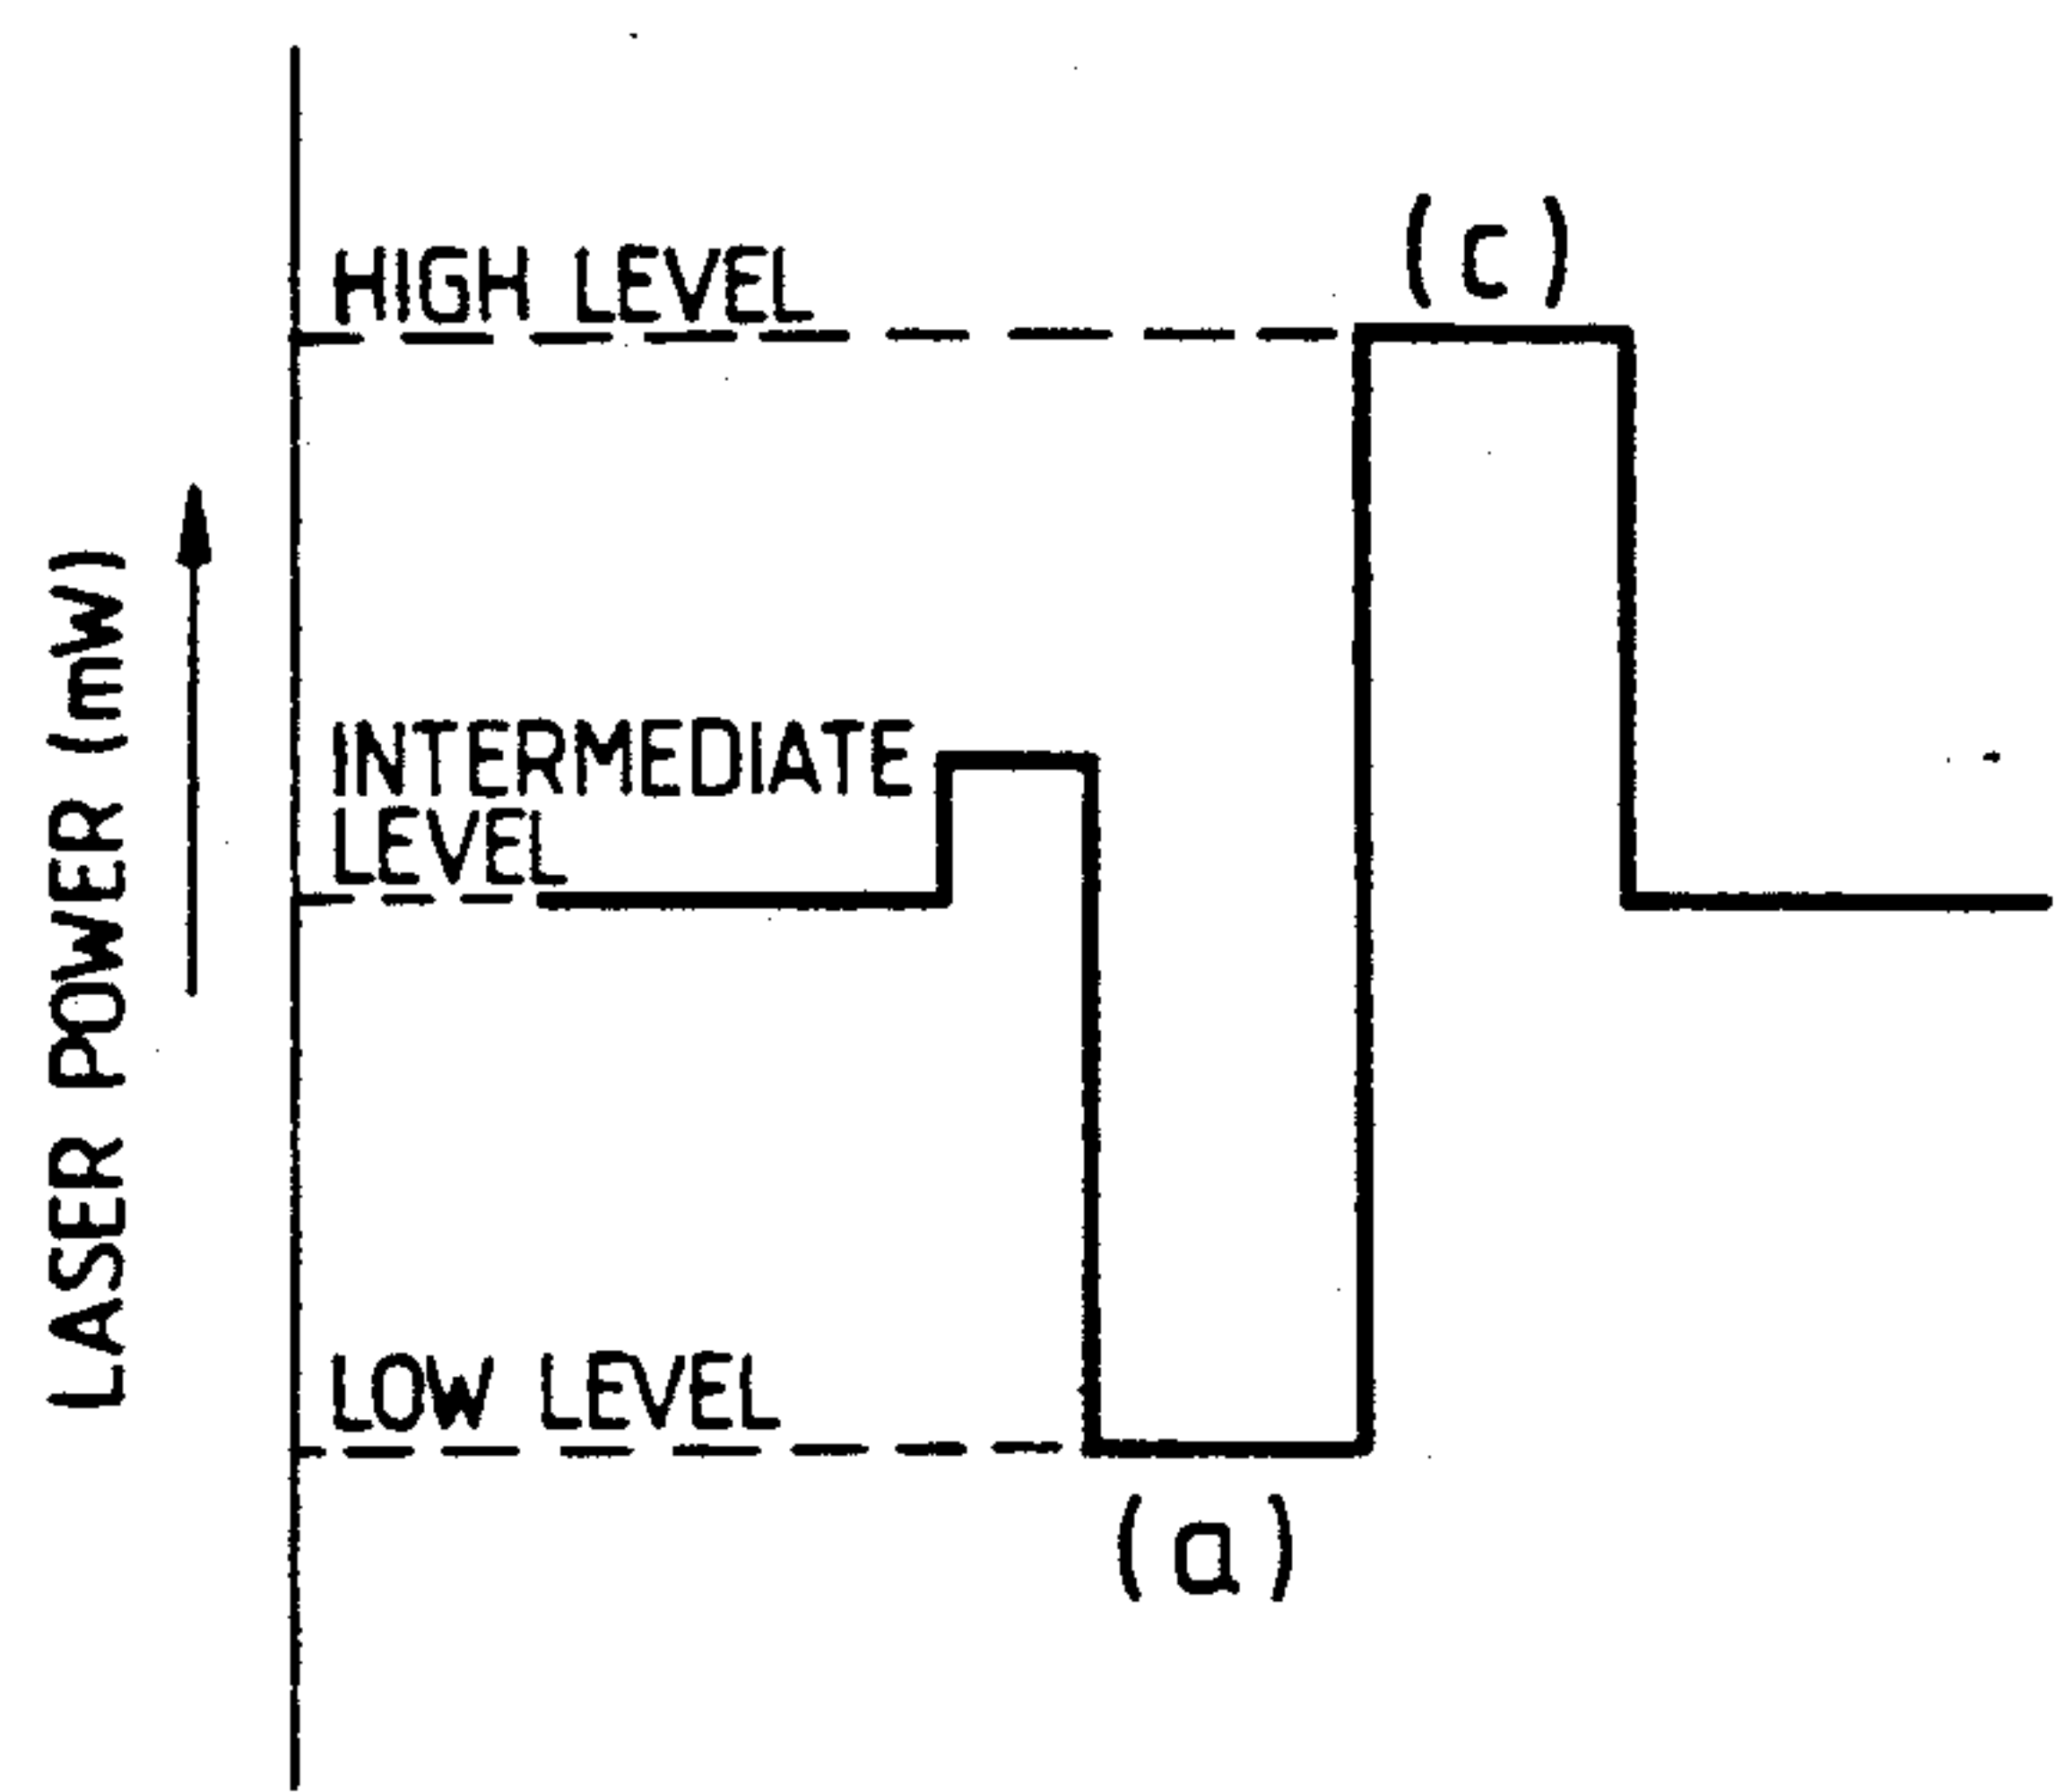 (c)
HIGH LEVEL
INTERMEDIATE
LEVEL
LASER POWER (mW)
LOW LEVEL
(a)